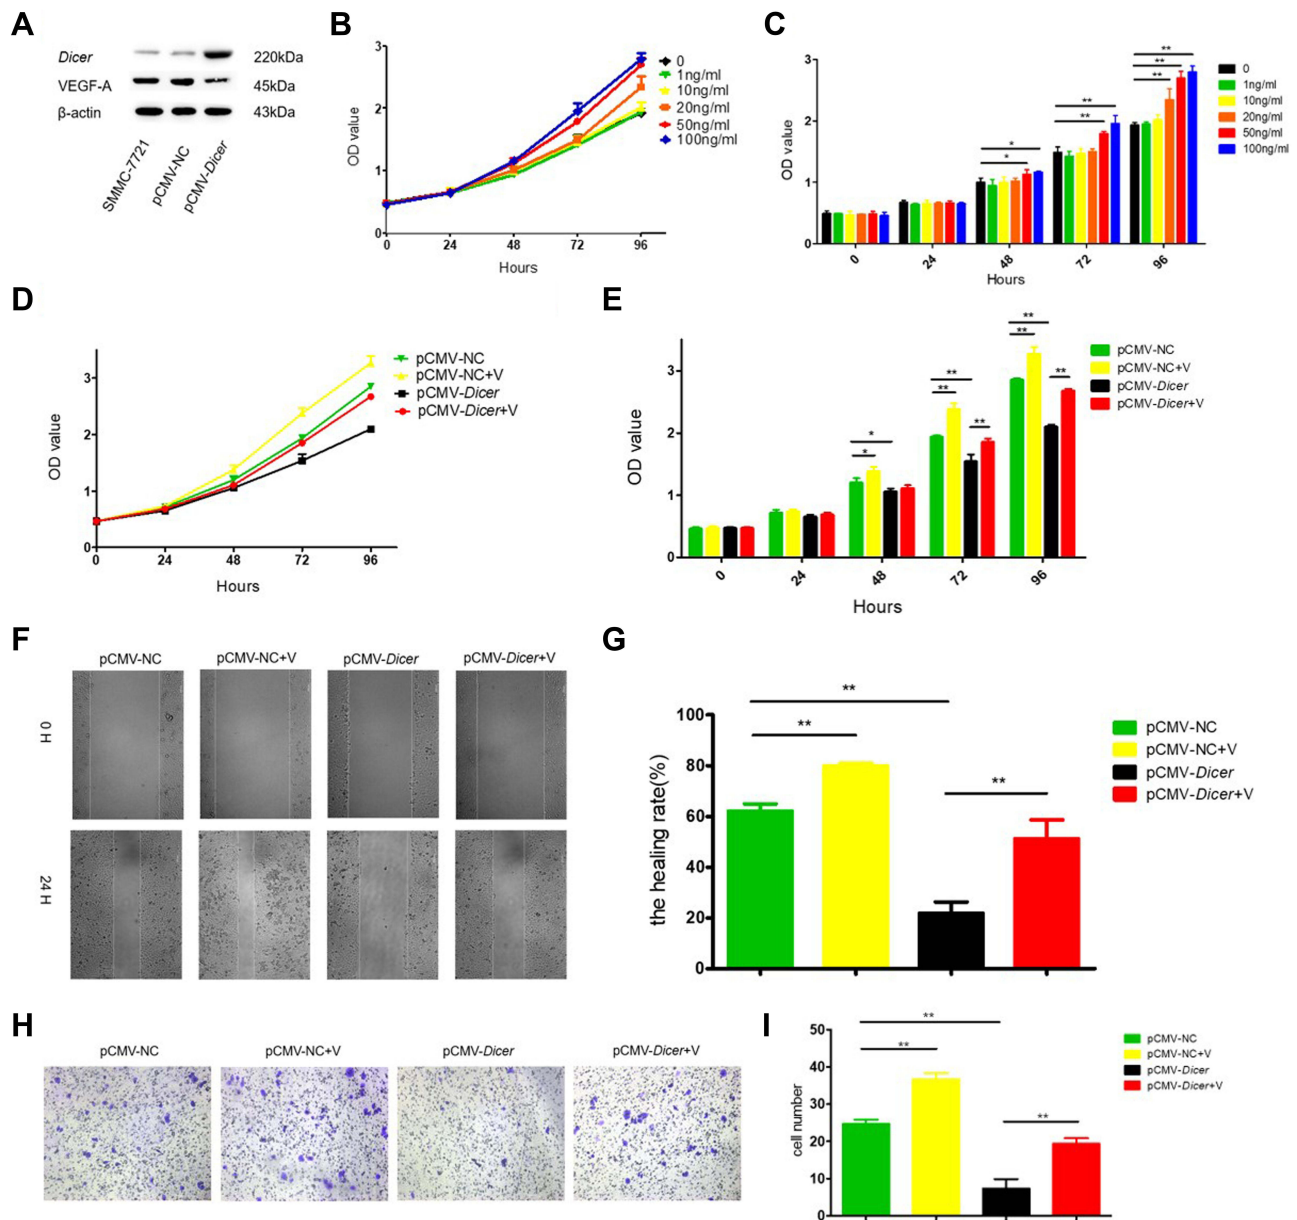 A
Dicer 220kDa
VEGF-A 45kDa
β-actin 43kDa
SMMC-7721
pCMV-NC
pCMV-Dicer
B
OD value
3
2
1
0
0 24 48 72 96
Hours
0
1ng/ml
10ng/ml
20ng/ml
50ng/ml
100ng/ml
C
OD value
3
2
1
0
0 24 48 72 96
Hours
* *
** **
** ** **
0
1ng/ml
10ng/ml
20ng/ml
50ng/ml
100ng/ml
D
OD value
3
2
1
0
0 24 48 72 96
Hours
pCMV-NC
pCMV-NC+V
pCMV-Dicer
pCMV-Dicer+V
E
OD value
3
2
1
0
0 24 48 72 96
Hours
* *
** ** **
** ** **
pCMV-NC
pCMV-NC+V
pCMV-Dicer
pCMV-Dicer+V
F
pCMV-NC pCMV-NC+V pCMV-Dicer pCMV-Dicer+V
0 H
24 H
G
the healing rate(%)
100
80
60
40
20
0
**
**
**
pCMV-NC
pCMV-NC+V
pCMV-Dicer
pCMV-Dicer+V
H
pCMV-NC pCMV-NC+V pCMV-Dicer pCMV-Dicer+V
I
cell number
50
40
30
20
10
0
**
**
**
pCMV-NC
pCMV-NC+V
pCMV-Dicer
pCMV-Dicer+V